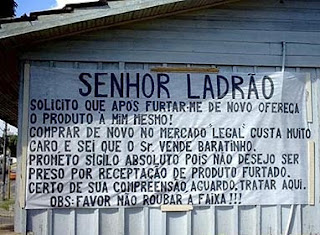 SENHOR LADRÃO
SOLICITO QUE APÓS FURTAR-ME DE NOVO OFEREÇA
O PRODUTO A MIM MESMO!
COMPRAR DE NOVO NO MERCADO "LEGAL" CUSTA MUITO
CARO, E SEI QUE O Sr. VENDE BARATINHO.
PROMETO SIGILO ABSOLUTO POIS NÃO DESEJO SER
PRESO POR RECEPTAÇÃO DE PRODUTO FURTADO.
CERTO DE SUA COMPREENSÃO, AGUARDO. TRATAR AQUI.
OBS: FAVOR NÃO ROUBAR A FAIXA!!!